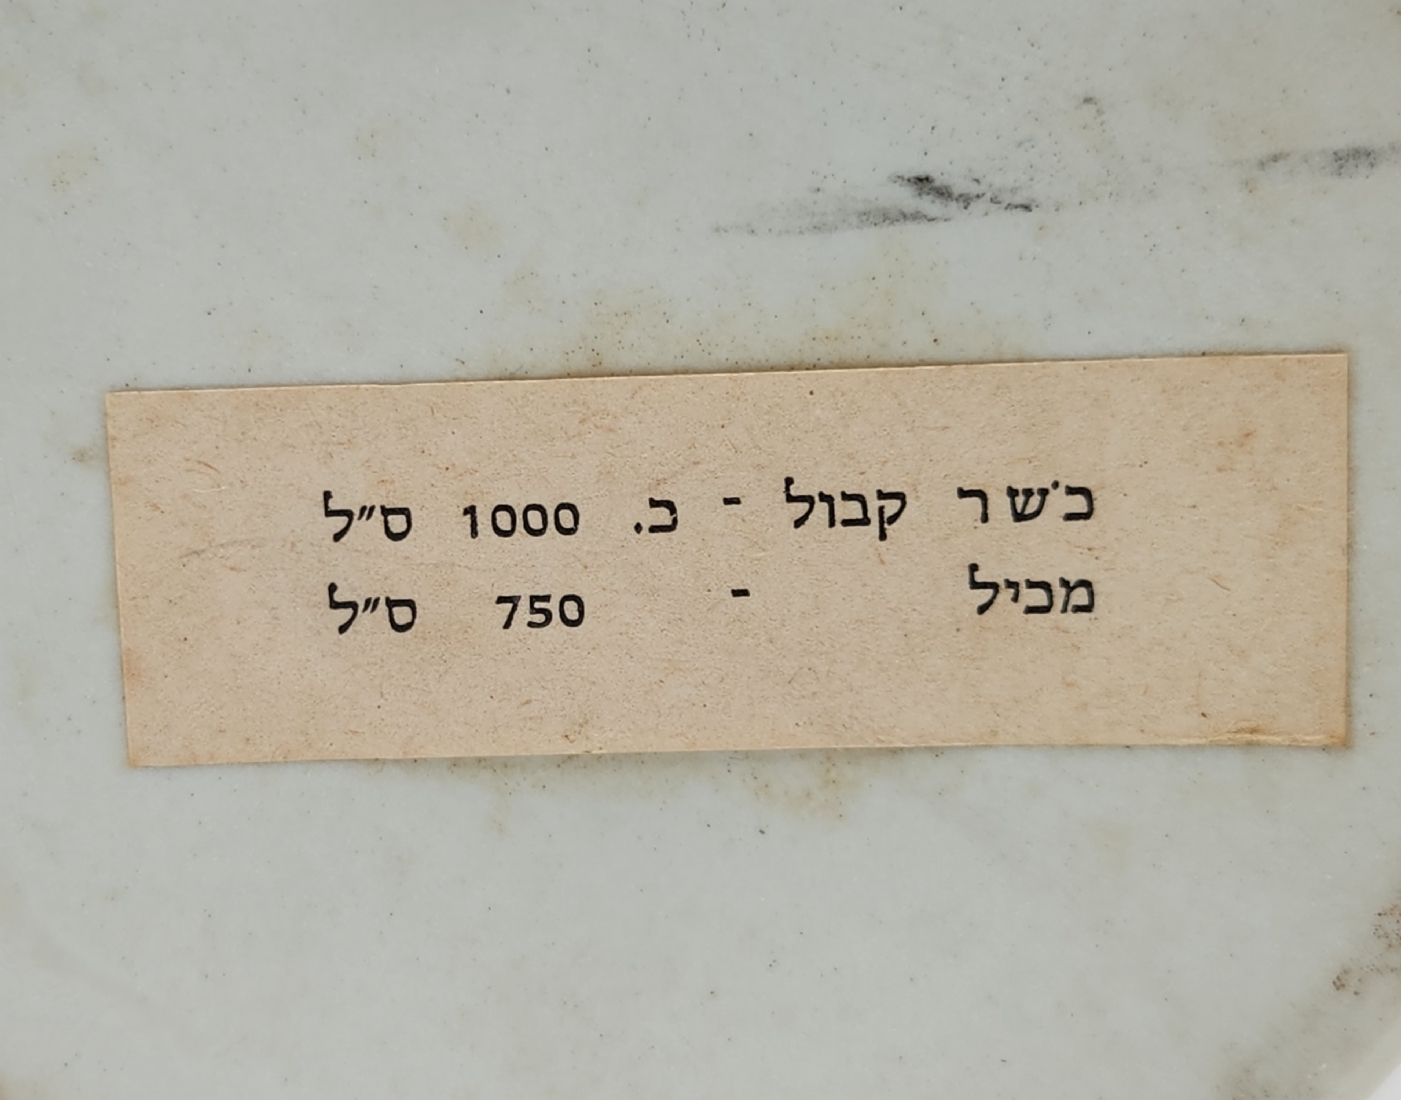 כשר קבול - כ. 1000 ס״ל
מכיל - 750 ס״ל